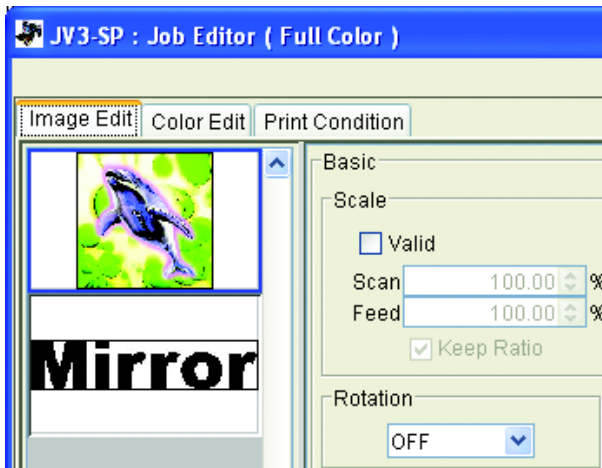 JV3-SP : Job Editor ( Full Color )
Image Edit Color Edit Print Condition
Basic
Scale
Valid
Scan 100.00 %
Feed 100.00 %
Keep Ratio
Mirror
Rotation
OFF